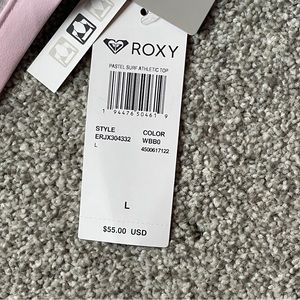 ROXY
PASTEL SURF ATHLETIC TOP
1 94476 50461 9
STYLE COLOR
ERJX304332 WBB0
L 4500617122
L
$55.00 USD